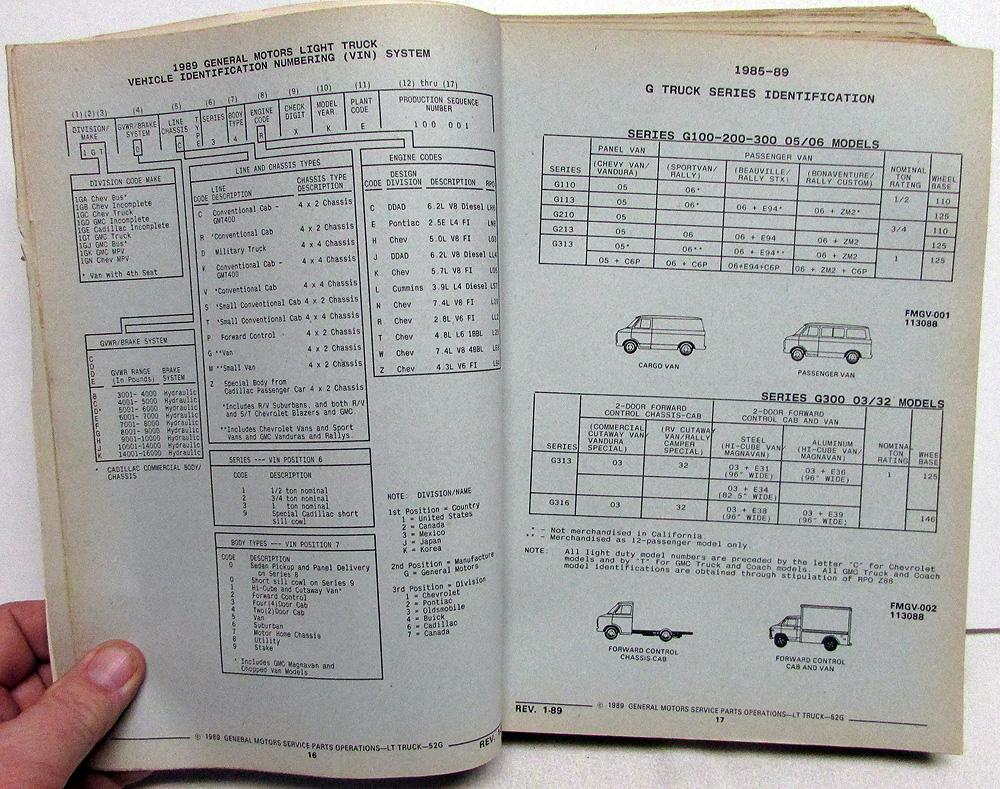 1989 GENERAL MOTORS LIGHT TRUCK
VEHICLE IDENTIFICATION NUMBERING (VIN) SYSTEM
(1)(2)(3) (4) (5) (6) (7) (8) (9) (10) (11) (12) thru (17)
DIVISION/ MAKE
GVWR/BRAKE SYSTEM
LINE CHASSIS TYPE
SERIES
BODY TYPE
ENGINE CODE
CHECK DIGIT
MODEL YEAR
PLANT CODE
PRODUCTION SEQUENCE NUMBER
1GT D C 3 4 R X K E 100 001
DIVISION CODE MAKE
1GA Chev Bus*
1GB Chev Incomplete
1GC Chev Truck
1GD GMC Incomplete
1GE Cadillac Incomplete
1GT GMC Truck
1GJ GMC Bus*
1GK GMC MPV
1GN Chev MPV
* Van with 4th Seat
GVWR/BRAKE SYSTEM
CODE
GVWR RANGE (In Pounds)
BRAKE SYSTEM
B 3001- 4000 Hydraulic
C 4001- 5000 Hydraulic
D* 5001- 6000 Hydraulic
E 6001- 7000 Hydraulic
F 7001- 8000 Hydraulic
G 8001- 9000 Hydraulic
H 9001-10000 Hydraulic
J 10001-14000 Hydraulic
K 14001-16000 Hydraulic
* CADILLAC COMMERCIAL BODY/
CHASSIS
LINE AND CHASSIS TYPES
CODE LINE DESCRIPTION CHASSIS TYPE DESCRIPTION
C Conventional Cab - 4 x 2 Chassis
GMT400
R *Conventional Cab 4 x 2 Chassis
D Military Truck 4 x 4 Chassis
K Conventional Cab - 4 x 4 Chassis
GMT400
V *Conventional Cab 4 x 4 Chassis
S *Small Conventional Cab 4 x 2 Chassis
T *Small Conventional Cab 4 x 4 Chassis
P Forward Control 4 x 2 Chassis
G **Van 4 x 2 Chassis
M **Small Van 4 x 2 Chassis
Z Special Body from
Cadillac Passenger Car 4 x 2 Chassis
*Includes R/V Suburbans, and both R/V
and S/T Chevrolet Blazers and GMC
**Includes Chevrolet Vans and Sport
Vans and GMC Vanduras and Rallys.
ENGINE CODES
CODE DESIGN DIVISION DESCRIPTION RPO
C DDAD 6.2L V8 Diesel LH6
E Pontiac 2.5L L4 FI
H Chev 5.0L V8 FI
J DDAD 6.2L V8 Diesel LL4
K Chev 5.7L V8 FI
L Cummins 3.9L L4 Diesel
N Chev 7.4L V8 FI
R Chev 2.8L V6 FI
T Chev 4.8L L6 1BBL
W Chev 7.4L V8 4BBL
Z Chev 4.3L V6 FI
SERIES --- VIN POSITION 6
CODE DESCRIPTION
1 1/2 ton nominal
2 3/4 ton nominal
3 1 ton nominal
9 Special Cadillac short
sill cowl
BODY TYPES --- VIN POSITION 7
CODE DESCRIPTION
0 Sedan Pickup and Panel Delivery
on Series 8
0 Short sill cowl on Series 9
1 Hi-Cube and Cutaway Van*
2 Forward Control
3 Four(4)Door Cab
4 Two(2)Door Cab
5 Van
6 Suburban
7 Motor Home Chassis
8 Utility
9 Stake
* Includes GMC Magnavan and
Chopped Van Models
NOTE: DIVISION/NAME
1st Position = Country
1 = United States
2 = Canada
3 = Mexico
J = Japan
K = Korea
2nd Position = Manufacture
G = General Motors
3rd Position = Division
1 = Chevrolet
2 = Pontiac
3 = Oldsmobile
4 = Buick
6 = Cadillac
7 = Canada
© 1989 GENERAL MOTORS SERVICE PARTS OPERATIONS—LT TRUCK—52G
REV.
16
1985-89
G TRUCK SERIES IDENTIFICATION
SERIES G100-200-300 05/06 MODELS
SERIES
PANEL VAN
PASSENGER VAN
(CHEVY VAN/ VANDURA)
(SPORTVAN/ RALLY)
(BEAUVILLE/ RALLY STX)
(BONAVENTURE/ RALLY CUSTOM)
NOMINAL TON RATING
WHEEL BASE
G110 05 06* 1/2 110
G113 05 06* 06 + E94* 06 + ZM2* 125
G210 05 3/4 110
G213 05 06 06 + E94 06 + ZM2 125
G313 05* 06** 06 + E94** 06 + ZM2 1 125
05 + C6P 06 + C6P 06+E94+C6P 06 + ZM2 + C6P
FMGV-001
113088
CARGO VAN
PASSENGER VAN
SERIES G300 03/32 MODELS
SERIES
2-DOOR FORWARD CONTROL CHASSIS-CAB
2-DOOR FORWARD CONTROL CAB AND VAN
(COMMERCIAL CUTAWAY VAN/ VANDURA SPECIAL)
(RV CUTAWAY VAN/RALLY CAMPER SPECIAL)
STEEL (HI-CUBE VAN/ MAGNAVAN)
ALUMINUM (HI-CUBE VAN/ MAGNAVAN)
NOMINAL TON RATING
WHEEL BASE
G313 03 32 03 + E31 (96" WIDE) 03 + E36 (96" WIDE) 1 125
03 + E34 (82.5" WIDE)
G316 03 32 03 + E38 (96" WIDE) 03 + E39 (96" WIDE) 146
* - Not merchandised in California
** - Merchandised as 12-passenger model only
NOTE: All light duty model numbers are preceded by the letter "C" for Chevrolet
models and by "T" for GMC Truck and Coach models. All GMC Truck and Coach
model identifications are obtained through stipulation of RPO Z88
FMGV-002
113088
FORWARD CONTROL
CHASSIS-CAB
FORWARD CONTROL
CAB AND VAN
REV. 1-89
© 1989 GENERAL MOTORS SERVICE PARTS OPERATIONS—LT TRUCK—52G
17